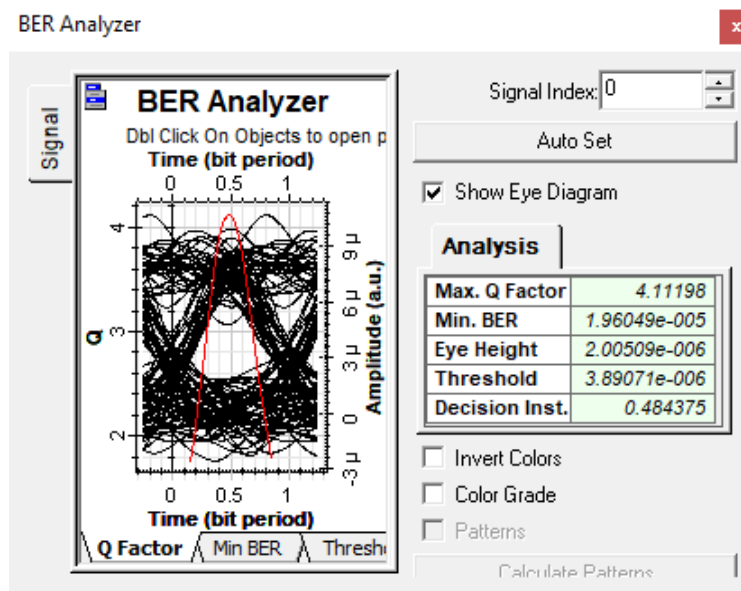 BER Analyzer
x
Signal
BER Analyzer
Dbl Click On Objects to open p
Time (bit period)
0 0.5 1
Q
4
3
2
9 µ
6 µ
3 µ
0
-3 µ
Amplitude (a.u.)
0 0.5 1
Time (bit period)
Q Factor Min BER Thresh
Signal Index: 0
Auto Set
Show Eye Diagram
Analysis
Max. Q Factor 4.11198
Min. BER 1.96049e-005
Eye Height 2.00509e-006
Threshold 3.89071e-006
Decision Inst. 0.484375
Invert Colors
Color Grade
Patterns
Calculate Patterns